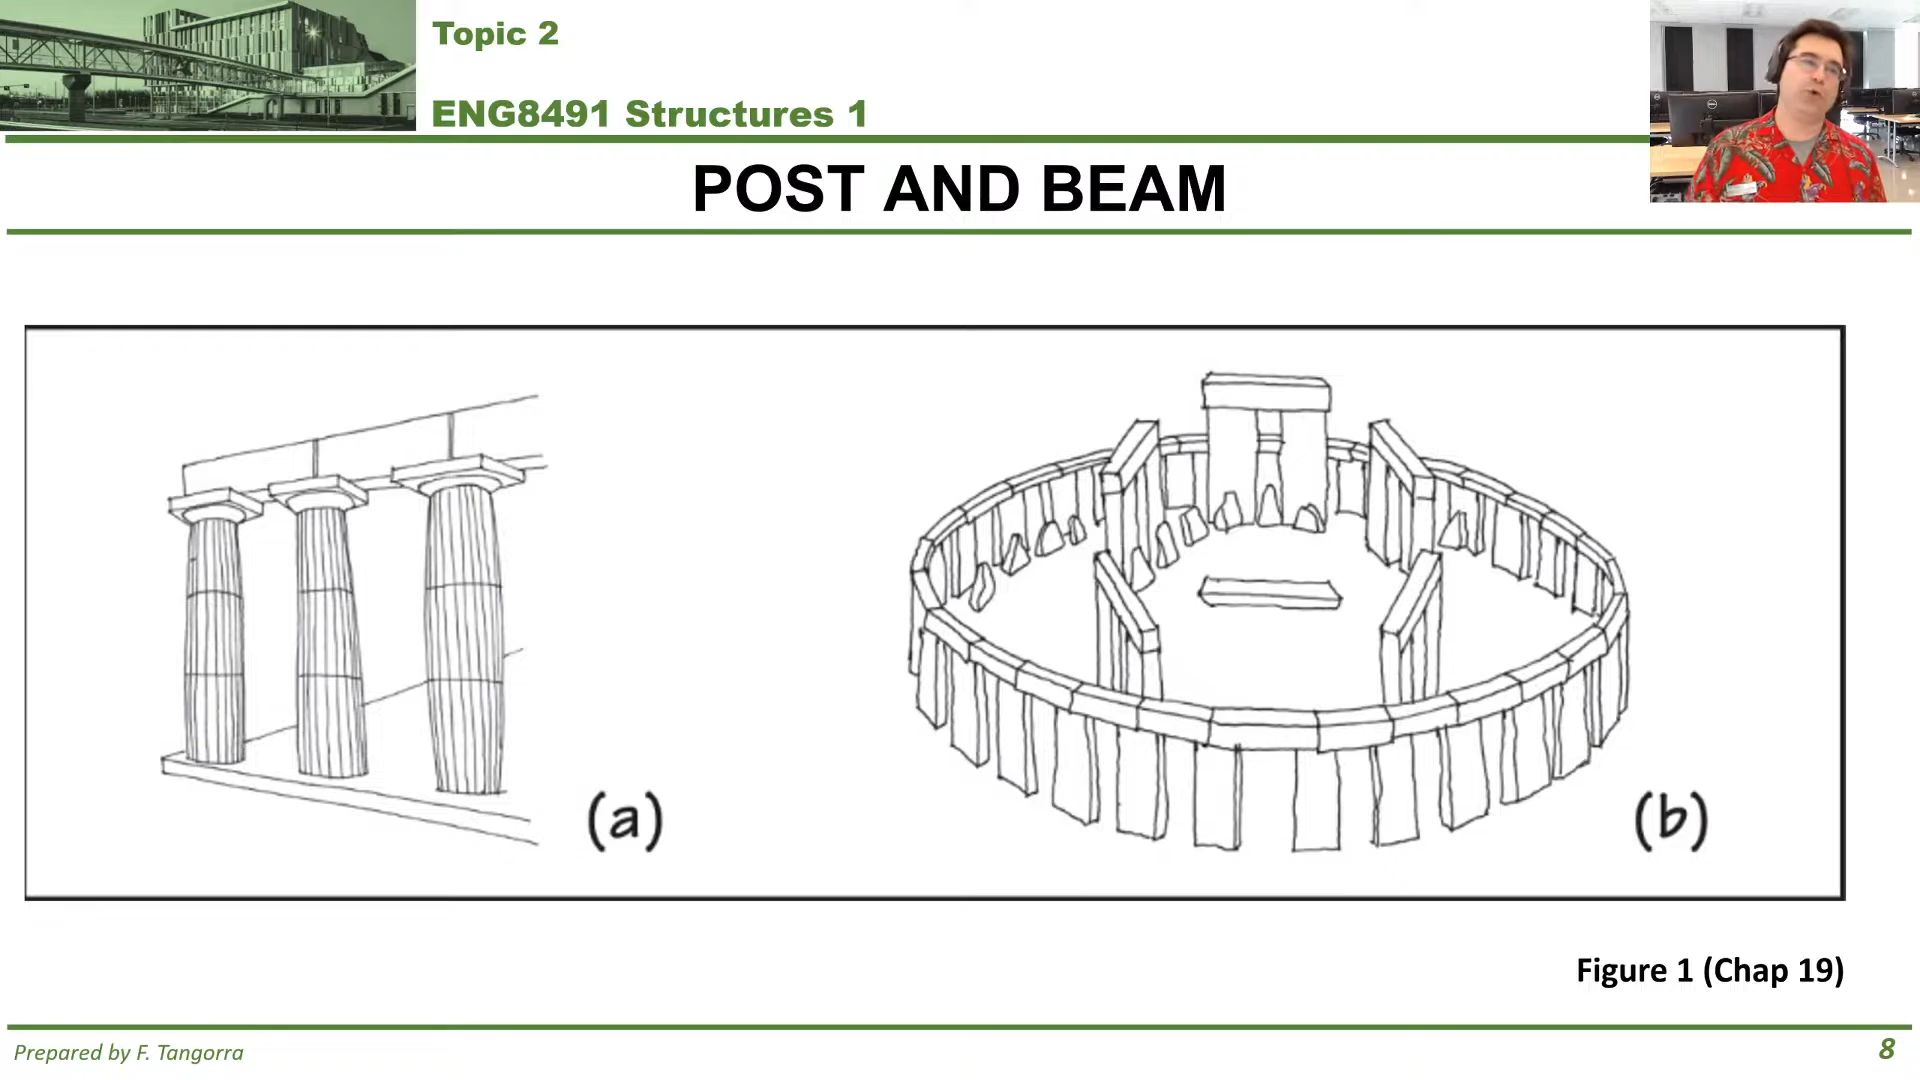 Topic 2
ENG8491 Structures 1
POST AND BEAM
(a)
(b)
Figure 1 (Chap 19)
Prepared by F. Tangorra
8